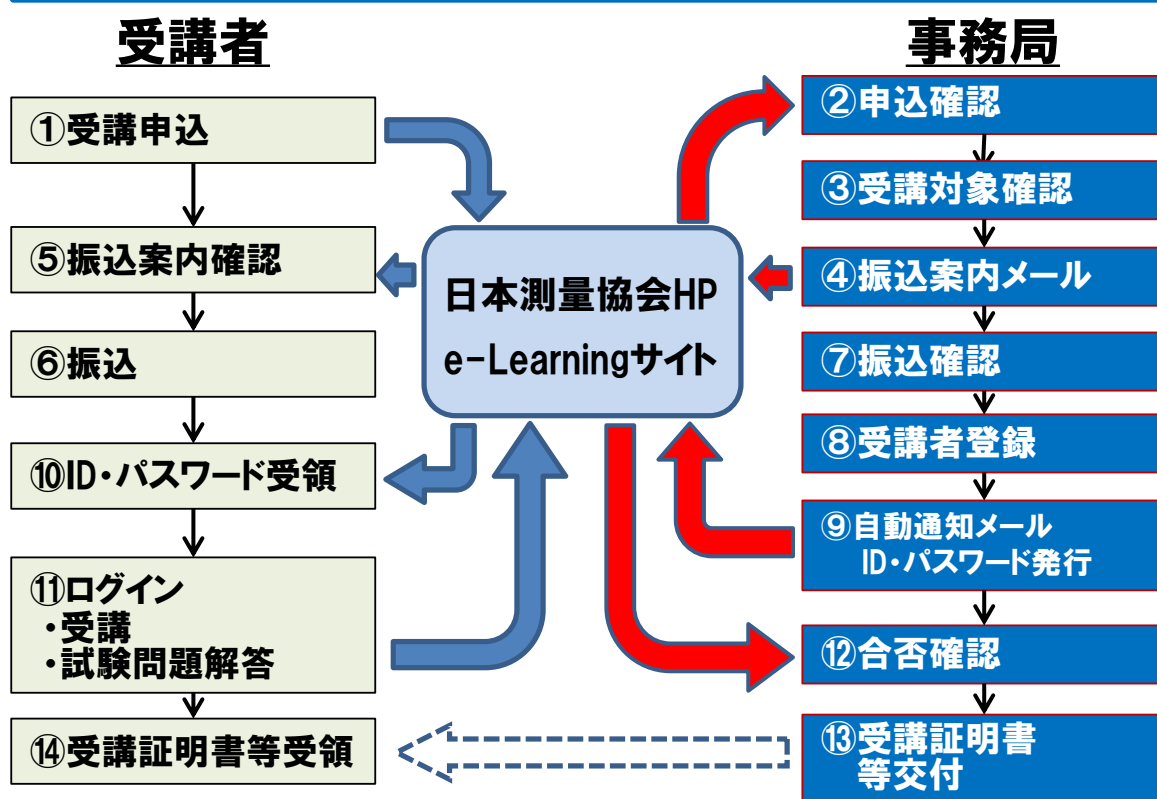 受講者
事務局
①受講申込
②申込確認
③受講対象確認
⑤振込案内確認
④振込案内メール
日本測量協会HP
e-Learningサイト
⑥振込
⑦振込確認
⑧受講者登録
⑩ID・パスワード受領
⑨自動通知メール
ID・パスワード発行
⑪ログイン
・受講
・試験問題解答
⑫合否確認
⑭受講証明書等受領
⑬受講証明書
等交付